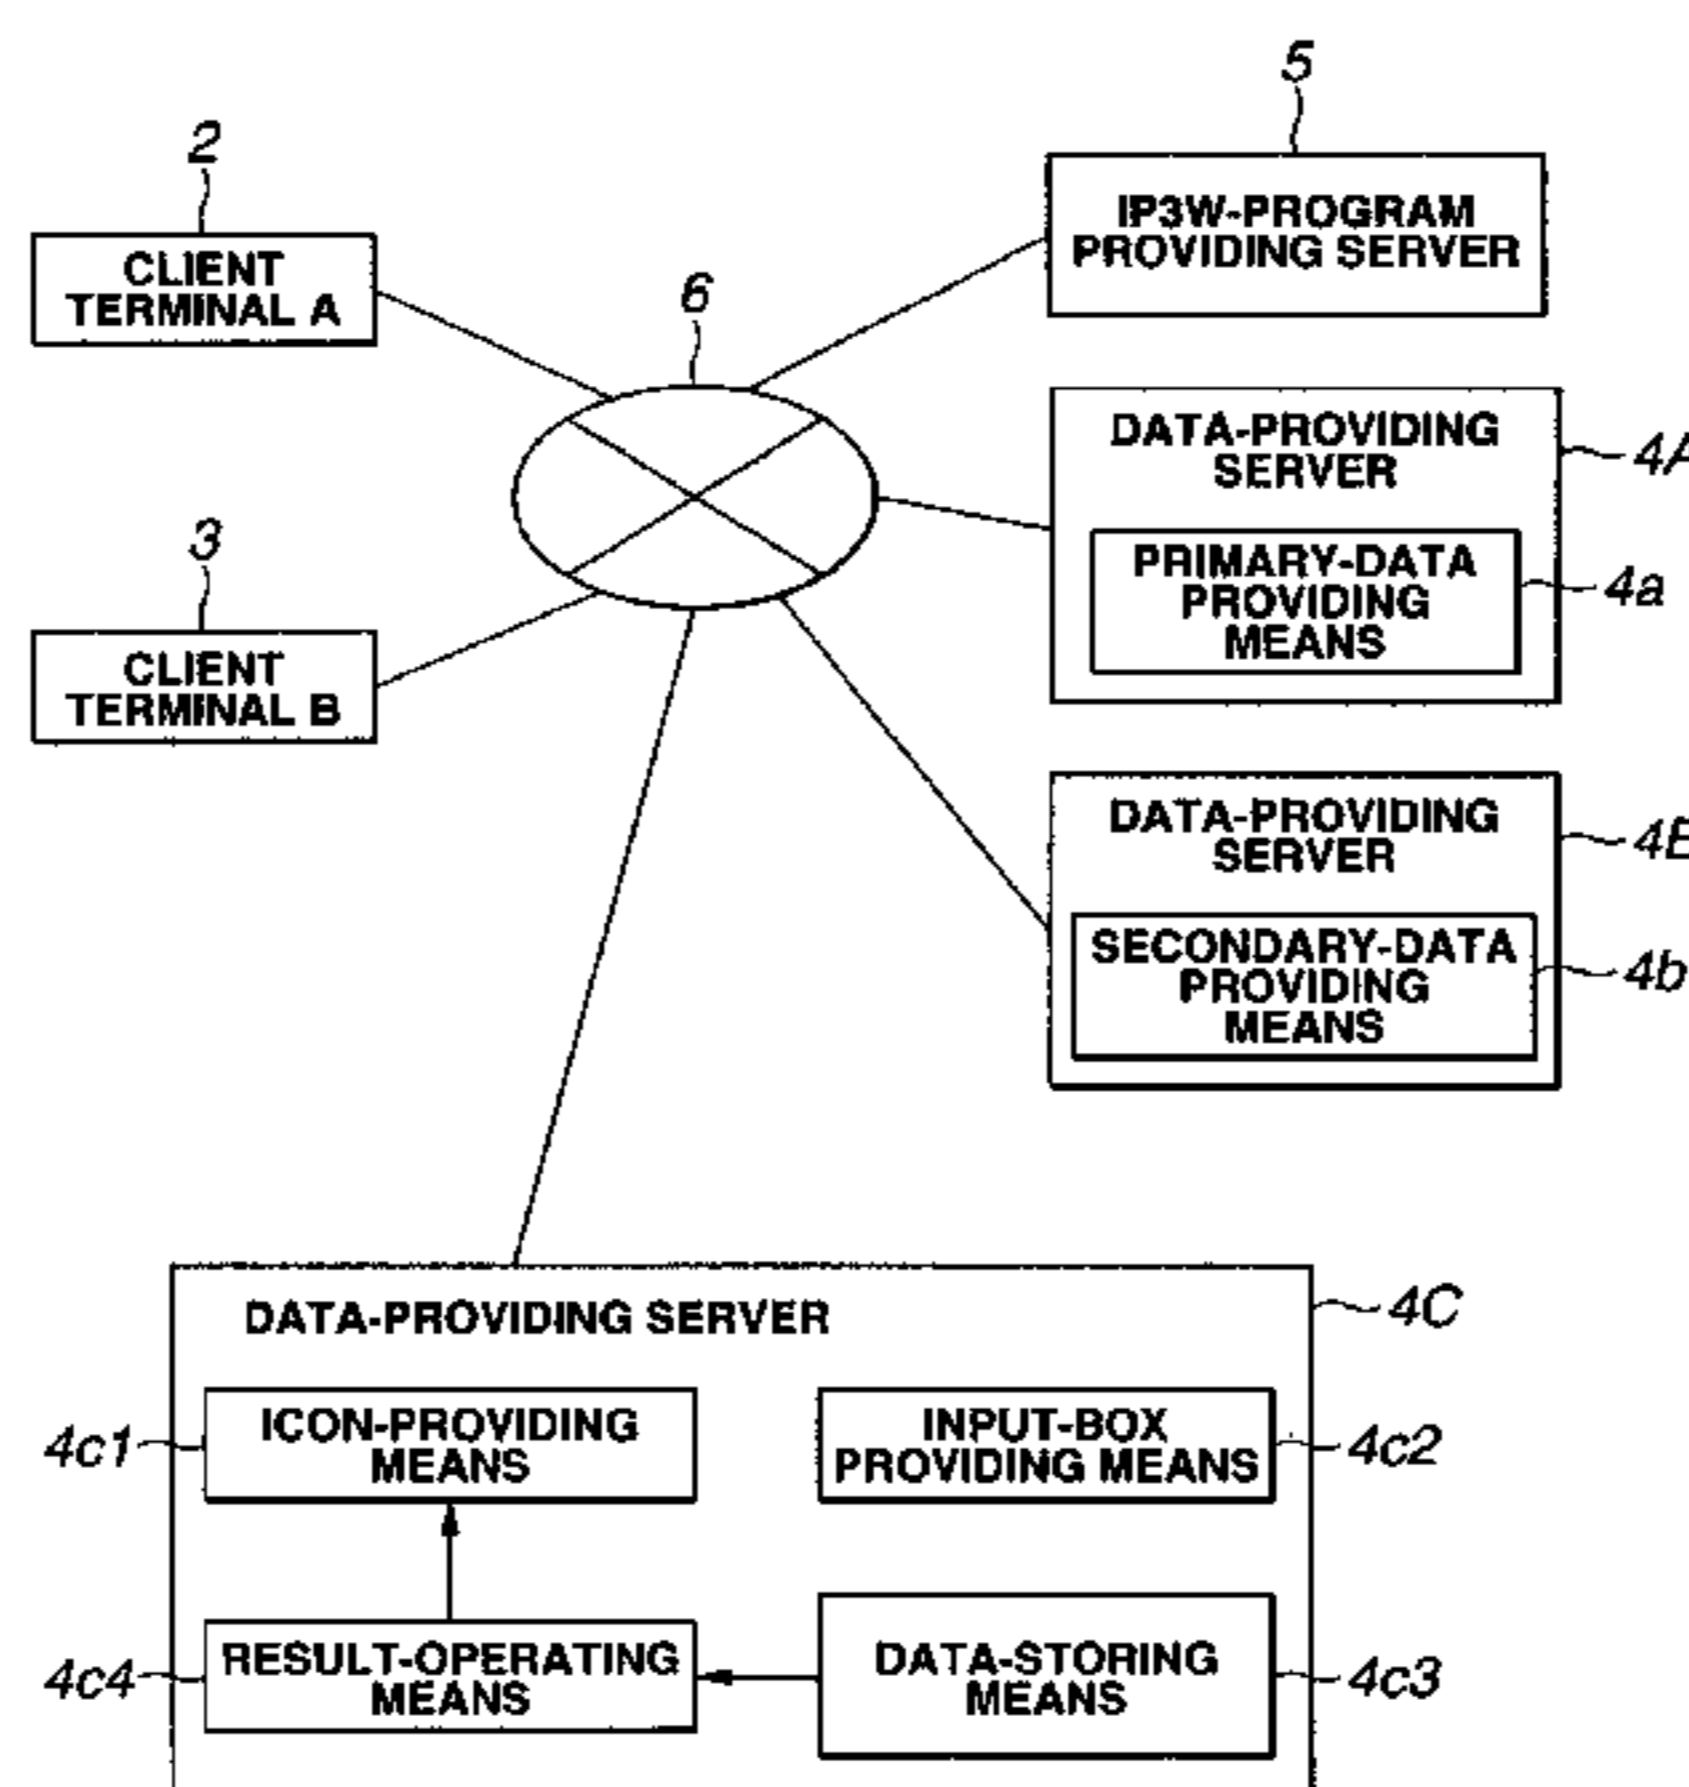 5
2
IP3W-PROGRAM
PROVIDING SERVER
CLIENT
TERMINAL A
6
DATA-PROVIDING
SERVER
4A
3
PRIMARY-DATA
PROVIDING
MEANS
4a
CLIENT
TERMINAL B
DATA-PROVIDING
SERVER
4B
SECONDARY-DATA
PROVIDING
MEANS
4b
DATA-PROVIDING SERVER
4C
4c1
ICON-PROVIDING
MEANS
INPUT-BOX
PROVIDING MEANS
4c2
4c4
RESULT-OPERATING
MEANS
DATA-STORING
MEANS
4c3